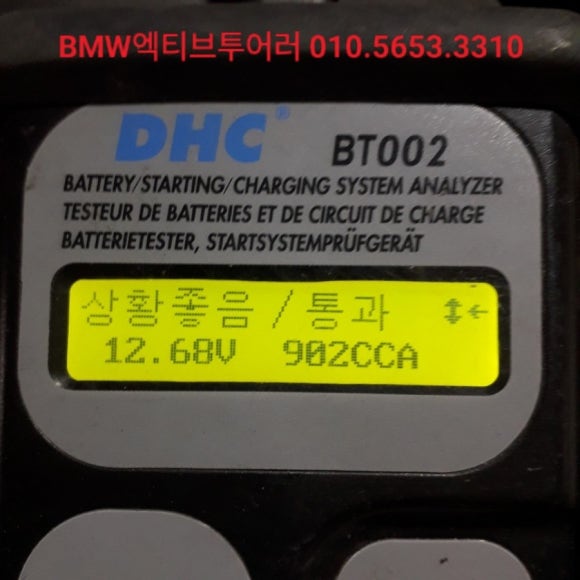 BMW엑티브투어러 010.5653.3310
DHC® BT002
BATTERY/STARTING/CHARGING SYSTEM ANALYZER
TESTEUR DE BATTERIES ET DE CIRCUIT DE CHARGE
BATTERIETESTER, STARTSYSTEMPRÜFGERÄT
상황좋음/통과 ↕←
12.68V 902CCA